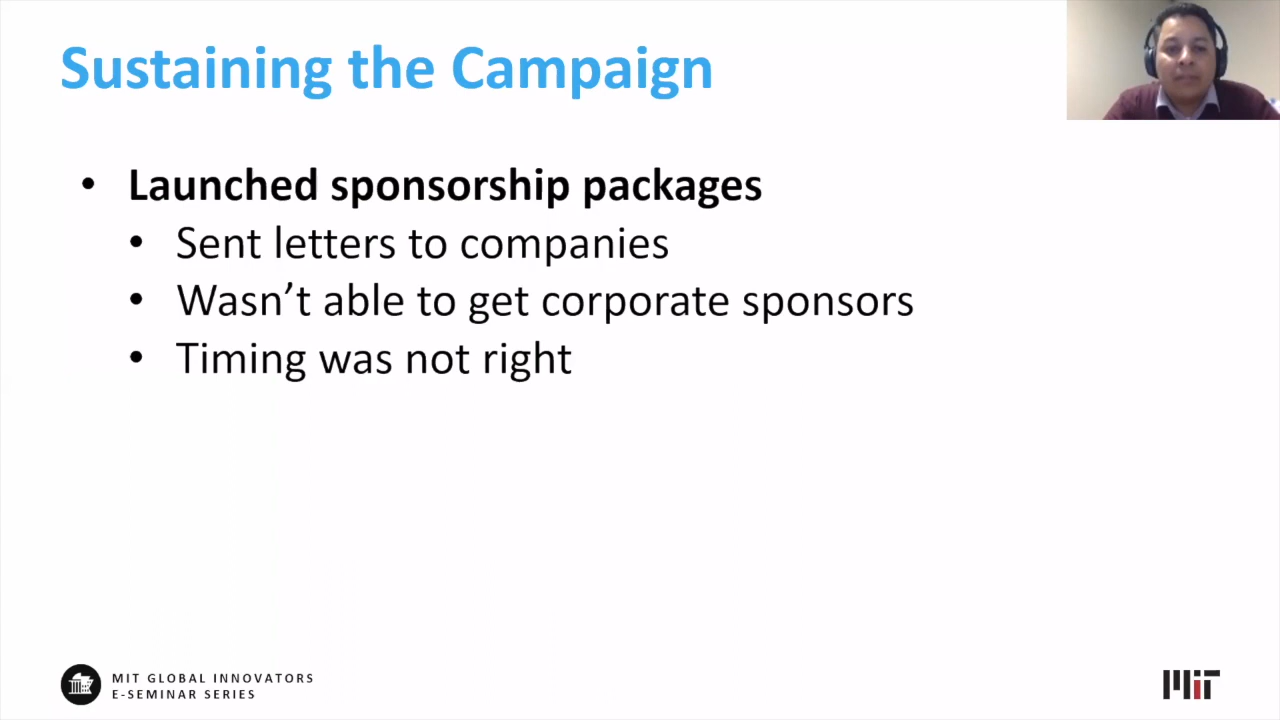 Sustaining the Campaign
• Launched sponsorship packages
• Sent letters to companies
• Wasn’t able to get corporate sponsors
• Timing was not right
MIT GLOBAL INNOVATORS
E-SEMINAR SERIES
MIT